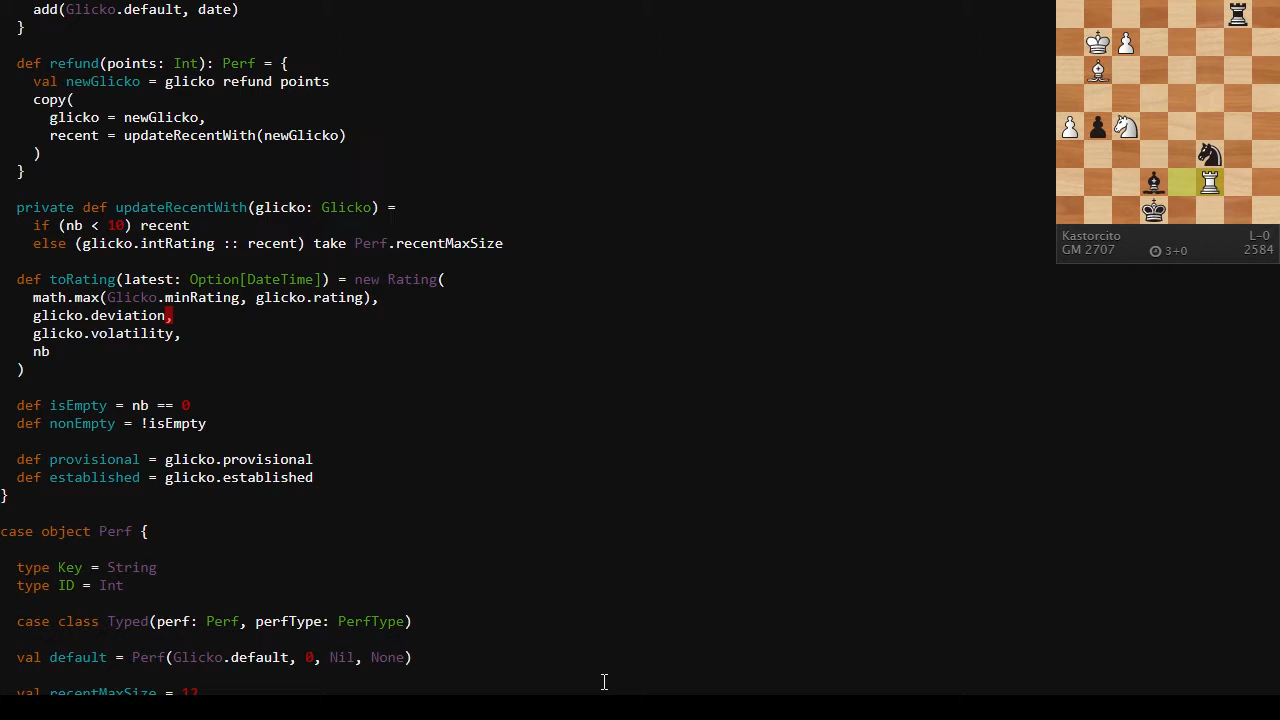 add(Glicko.default, date)
}
def refund(points: Int): Perf = {
val newGlicko = glicko refund points
copy(
glicko = newGlicko,
recent = updateRecentWith(newGlicko)
)
}
private def updateRecentWith(glicko: Glicko) =
if (nb < 10) recent
else (glicko.intRating :: recent) take Perf.recentMaxSize
def toRating(latest: Option[DateTime]) = new Rating(
math.max(Glicko.minRating, glicko.rating),
glicko.deviation,
glicko.volatility,
nb
)
def isEmpty = nb == 0
def nonEmpty = !isEmpty
def provisional = glicko.provisional
def established = glicko.established
}
case object Perf {
type Key = String
type ID = Int
case class Typed(perf: Perf, perfType: PerfType)
val default = Perf(Glicko.default, 0, Nil, None)
val recentMaxSize = 12
Kastorcito L-0
GM 2707 3+0 2584